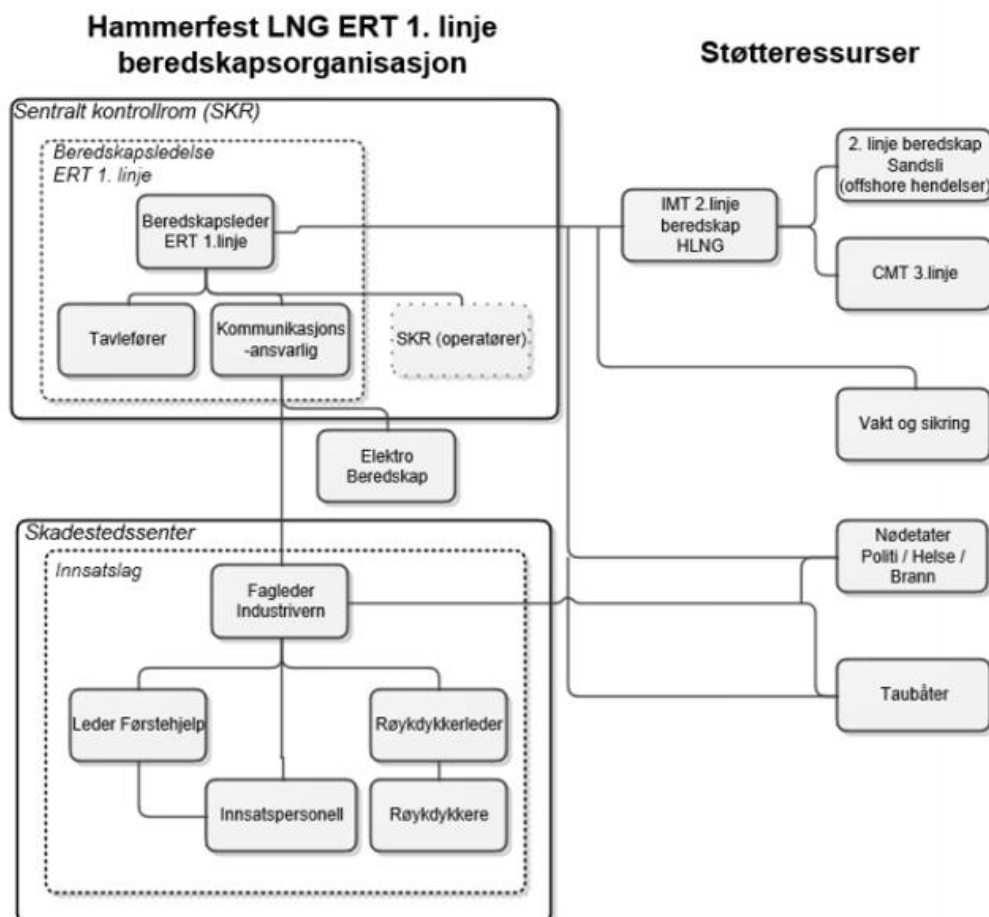 Hammerfest LNG ERT 1. linje
beredskapsorganisasjon
Støtteressurser
Sentralt kontrollrom (SKR)
Beredskapsledelse
ERT 1. linje
Beredskapsleder
ERT 1.linje
Tavlefører
Kommunikasjons
-ansvarlig
SKR (operatører)
IMT 2.linje
beredskap
HLNG
2. linje beredskap
Sandsli
(offshore hendelser)
CMT 3.linje
Vakt og sikring
Elektro
Beredskap
Skadestedssenter
Innsatslag
Fagleder
Industrivern
Nødetater
Politi / Helse /
Brann
Leder Førstehjelp
Røykdykkerleder
Taubåter
Innsatspersonell
Røykdykkere